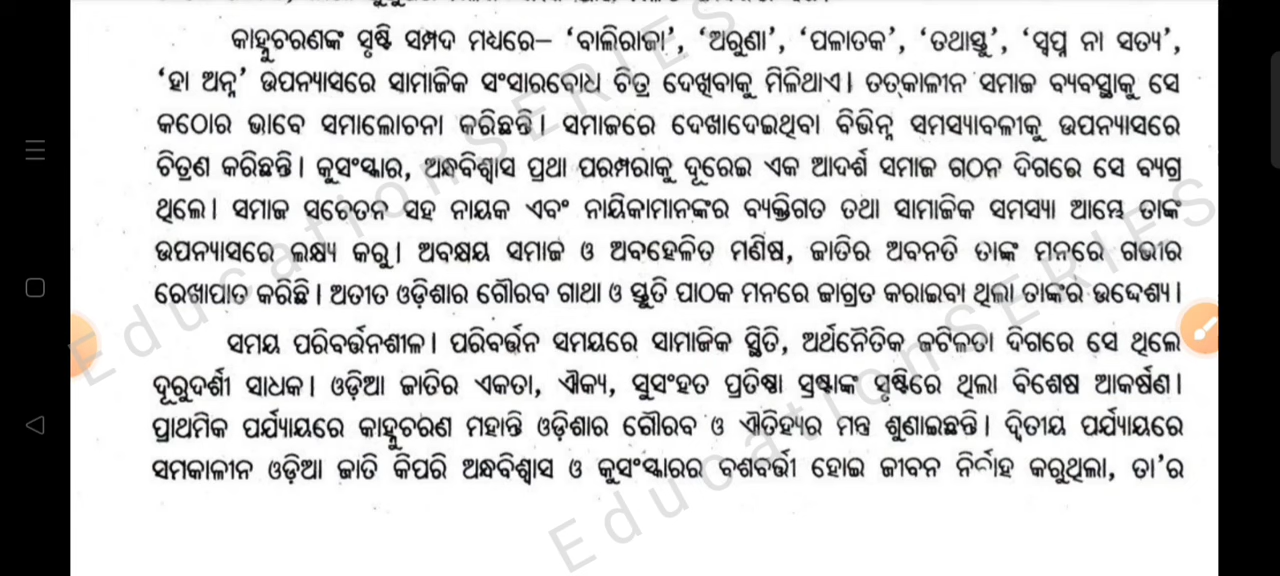 କାହ୍ନୁଚରଣଙ୍କ ସୃଷ୍ଟି ସମ୍ପଦ ମଧ୍ୟରେ– ‘ବାଲିରାଜା’, ‘ଅରୁଣା’, ‘ପଳାତକ’, ‘ତଥାସ୍ତୁ’, ‘ସ୍ୱପ୍ନ ନା ସତ୍ୟ’,
‘ହା ଅନ୍ନ’ ଉପନ୍ୟାସରେ ସାମାଜିକ ସଂସାରବୋଧ ଚିତ୍ର ଦେଖିବାକୁ ମିଳିଥାଏ। ତତ୍‌କାଳୀନ ସମାଜ ବ୍ୟବସ୍ଥାକୁ ସେ
କଠୋର ଭାବେ ସମାଲୋଚନା କରିଛନ୍ତି। ସମାଜରେ ଦେଖାଦେଇଥିବା ବିଭିନ୍ନ ସମସ୍ୟାବଳୀକୁ ଉପନ୍ୟାସରେ
ଚିତ୍ରଣ କରିଛନ୍ତି। କୁସଂସ୍କାର, ଅନ୍ଧବିଶ୍ୱାସ ପ୍ରଥା ପରମ୍ପରାକୁ ଦୂରେଇ ଏକ ଆଦର୍ଶ ସମାଜ ଗଠନ ଦିଗରେ ସେ ବ୍ୟଗ୍ର
ଥିଲେ। ସମାଜ ସଚେତନ ସହ ନାୟକ ଏବଂ ନାୟିକାମାନଙ୍କର ବ୍ୟକ୍ତିଗତ ତଥା ସାମାଜିକ ସମସ୍ୟା ଆମ୍ଭେ ତାଙ୍କ
ଉପନ୍ୟାସରେ ଲକ୍ଷ୍ୟ କରୁ। ଅବକ୍ଷୟ ସମାଜ ଓ ଅବହେଳିତ ମଣିଷ, ଜାତିର ଅବନତି ତାଙ୍କ ମନରେ ଗଭୀର
ରେଖାପାତ କରିଛି। ଅତୀତ ଓଡ଼ିଶାର ଗୌରବ ଗାଥା ଓ ସ୍ତୁତି ପାଠକ ମନରେ ଜାଗ୍ରତ କରାଇବା ଥିଲା ତାଙ୍କର ଉଦ୍ଦେଶ୍ୟ।
ସମୟ ପରିବର୍ତ୍ତନଶୀଳ। ପରିବର୍ତ୍ତନ ସମୟରେ ସାମାଜିକ ସ୍ଥିତି, ଅର୍ଥନୈତିକ ଜଟିଳତା ଦିଗରେ ସେ ଥିଲେ
ଦୂରୁଦର୍ଶୀ ସାଧକ। ଓଡ଼ିଆ ଜାତିର ଏକତା, ଐକ୍ୟ, ସୁସଂହତ ପ୍ରତିଷ୍ଠା ସ୍ରଷ୍ଟାଙ୍କ ସୃଷ୍ଟିରେ ଥିଲା ବିଶେଷ ଆକର୍ଷଣ।
ପ୍ରାଥମିକ ପର୍ଯ୍ୟାୟରେ କାହ୍ନୁଚରଣ ମହାନ୍ତି ଓଡ଼ିଶାର ଗୌରବ ଓ ଐତିହ୍ୟର ମନ୍ତ୍ର ଶୁଣାଇଛନ୍ତି। ଦ୍ୱିତୀୟ ପର୍ଯ୍ୟାୟରେ
ସମକାଳୀନ ଓଡ଼ିଆ ଜାତି କିପରି ଅନ୍ଧବିଶ୍ୱାସ ଓ କୁସଂସ୍କାରର ବଶବର୍ତ୍ତୀ ହୋଇ ଜୀବନ ନିର୍ବାହ କରୁଥିଲା, ତା’ର
Education SERIES
Education SERIES